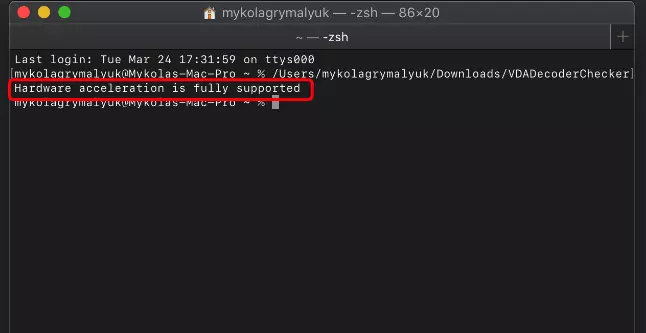 mykolagrymalyuk — -zsh — 86×20
~ — -zsh
Last login: Tue Mar 24 17:31:59 on ttys000
[mykolagrymalyuk@Mykolas-Mac-Pro ~ % /Users/mykolagrymalyuk/Downloads/VDADecoderChecker]
Hardware acceleration is fully supported
mykolagrymalyuk@Mykolas-Mac-Pro ~ %